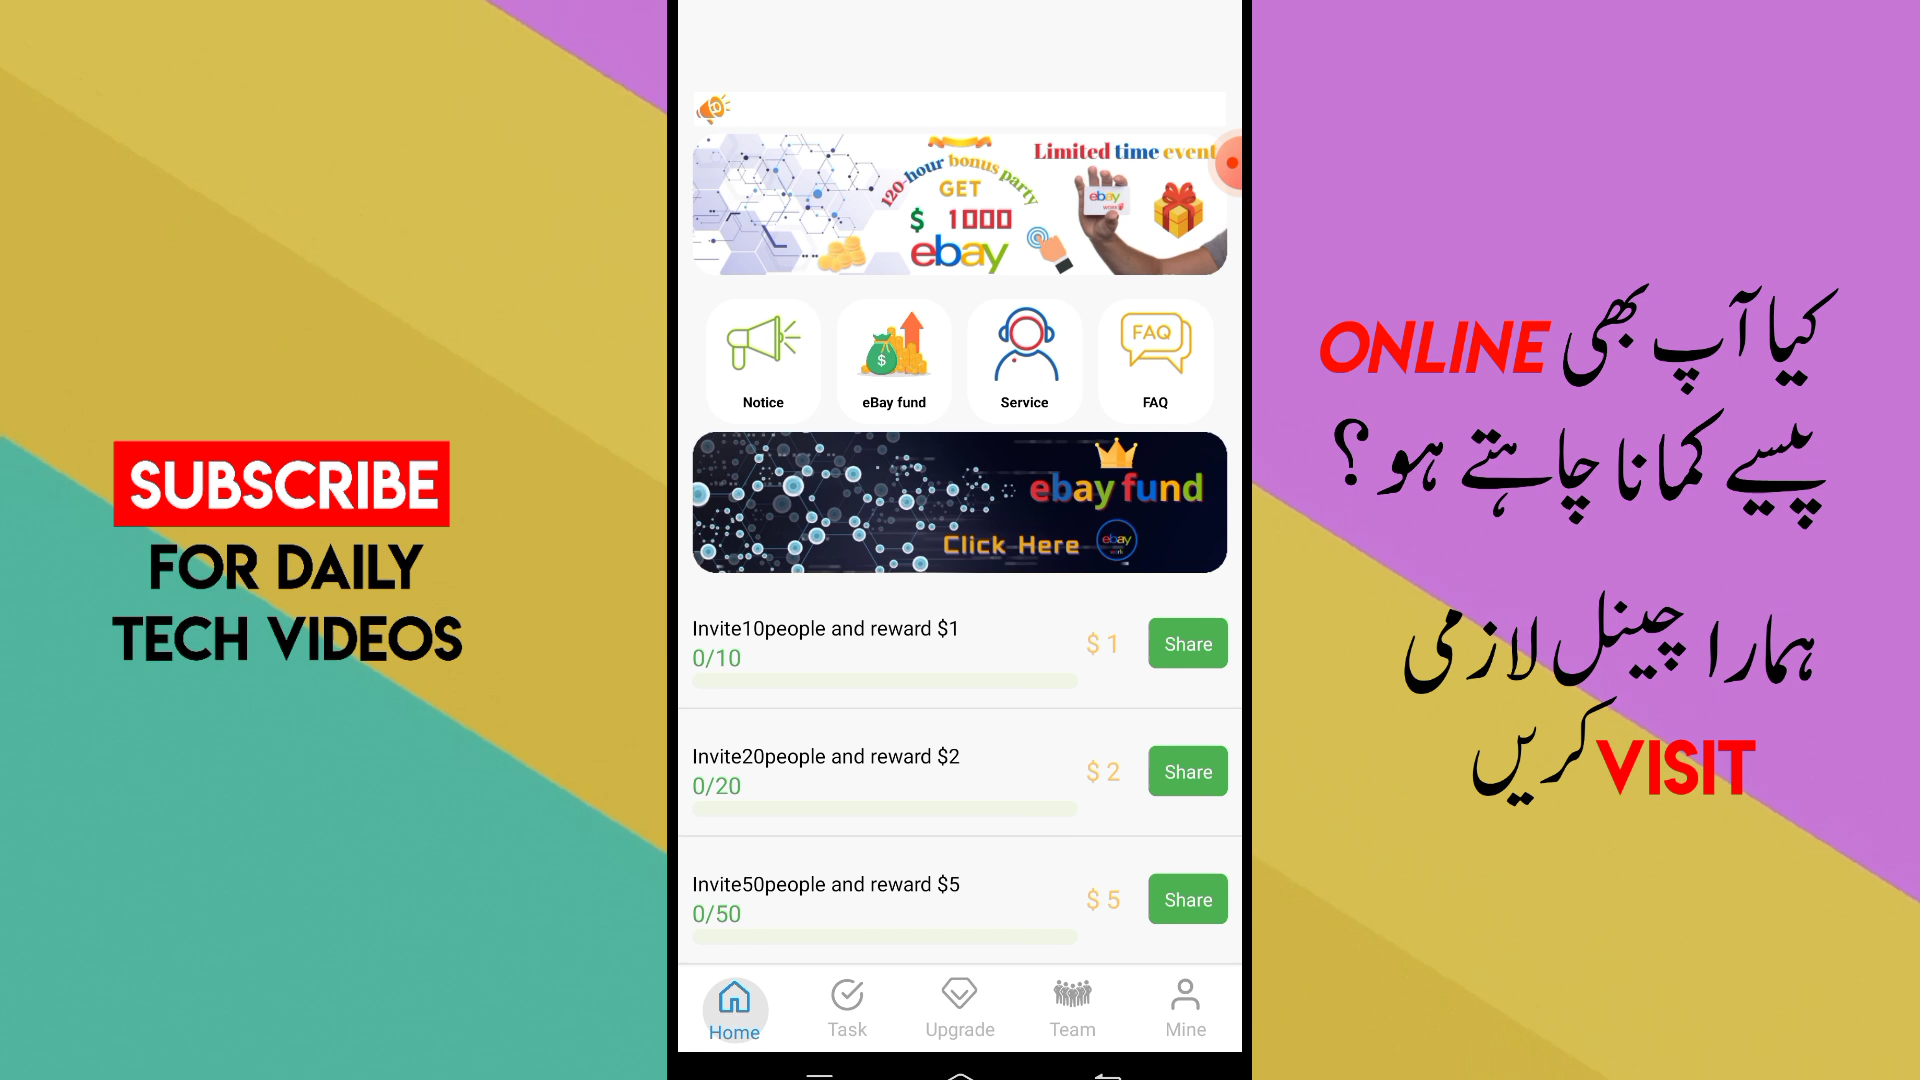 SUBSCRIBE
FOR DAILY
TECH VIDEOS
120-hour bonus party
GET
$ 1000
ebay
Limited time event
ebay
Notice
eBay fund
Service
FAQ
FAQ
ebay fund
Click Here
ebay
Invite10people and reward $1
0/10
$ 1
Share
Invite20people and reward $2
0/20
$ 2
Share
Invite50people and reward $5
0/50
$ 5
Share
Home
Task
Upgrade
Team
Mine
کیا آپ بھی ONLINE
پیسے کمانا چاہتے ہو ؟
ہمارا چینل لازمی
VISIT کریں